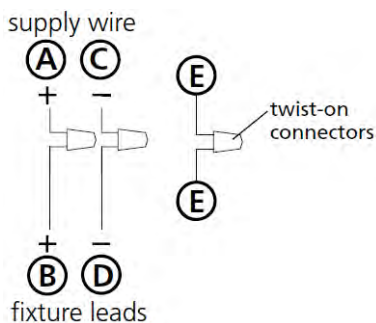 supply wire
A C
+ −
E
twist-on
connectors
E
+ −
B D
fixture leads